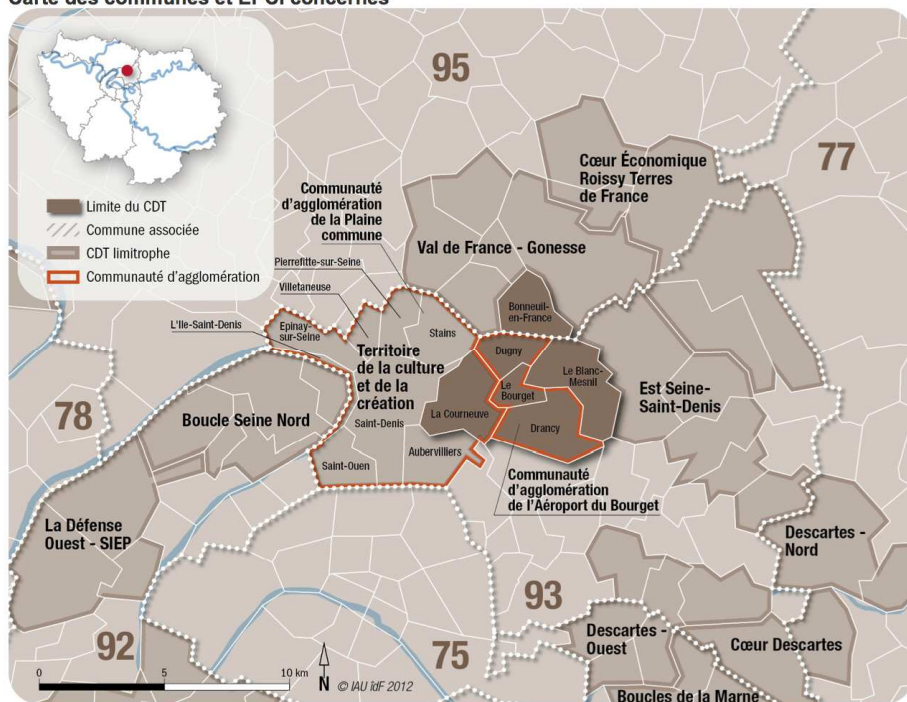 Carte des communes et EPCI concernés
95
77
78
92
75
93
Limite du CDT
Commune associée
CDT limitrophe
Communauté d'agglomération
Cœur Économique
Roissy Terres
de France
Communauté
d'agglomération
de la Plaine
commune
Val de France - Gonesse
Pierrefitte-sur-Seine
Villetaneuse
Bonneuil-
en-France
L'Ile-Saint-Denis
Epinay-
sur-Seine
Stains
Dugny
Territoire
de la culture
et de la
création
Le Blanc-
Mesnil
Le
Bourget
Est Seine-
Saint-Denis
Boucle Seine Nord
La Courneuve
Saint-Denis
Drancy
Aubervilliers
Saint-Ouen
Communauté
d'agglomération
de l'Aéroport du Bourget
La Défense
Ouest - SIEP
Descartes -
Nord
Descartes -
Ouest
Cœur Descartes
Boucles de la Marne
0 5 10 km
N © IAU îdF 2012